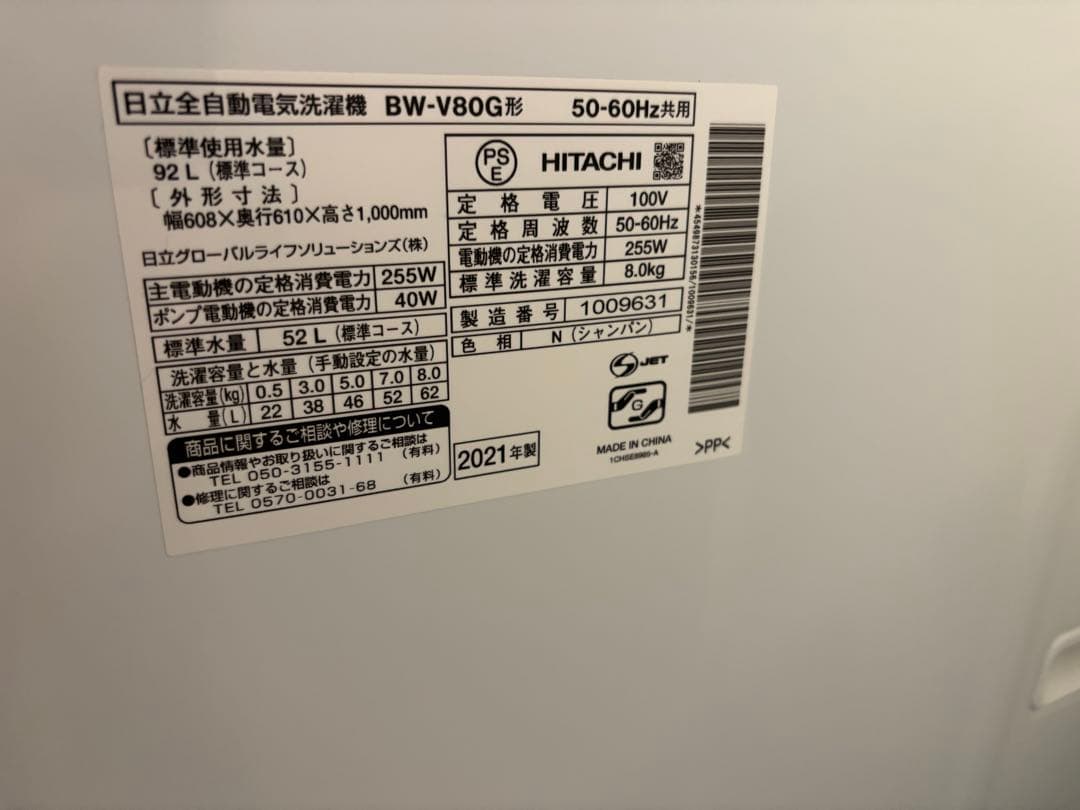 日立全自動電気洗濯機 BW-V80G形 50-60Hz共用
〔標準使用水量〕
92 L（標準コース）
〔外形寸法〕
幅608×奥行610×高さ1,000mm
日立グローバルライフソリューションズ（株）
主電動機の定格消費電力 255W
ポンプ電動機の定格消費電力 40W
標準水量 52 L（標準コース）
洗濯容量と水量（手動設定の水量）
洗濯容量(kg) 0.5 3.0 5.0 7.0 8.0
水量(L) 22 38 46 52 62
商品に関するご相談や修理について
●商品情報やお取り扱いに関するご相談は
TEL 050-3155-1111 （有料）
●修理に関するご相談は
TEL 0570-0031-68 （有料）
PS
E
HITACHI
定格電圧 100V
定格周波数 50-60Hz
電動機の定格消費電力 255W
標準洗濯容量 8.0kg
製造番号 1009631
色相 N（シャンパン）
S-JET
G
MADE IN CHINA
2021年製
>PP<
*4549873130156/1009631/*